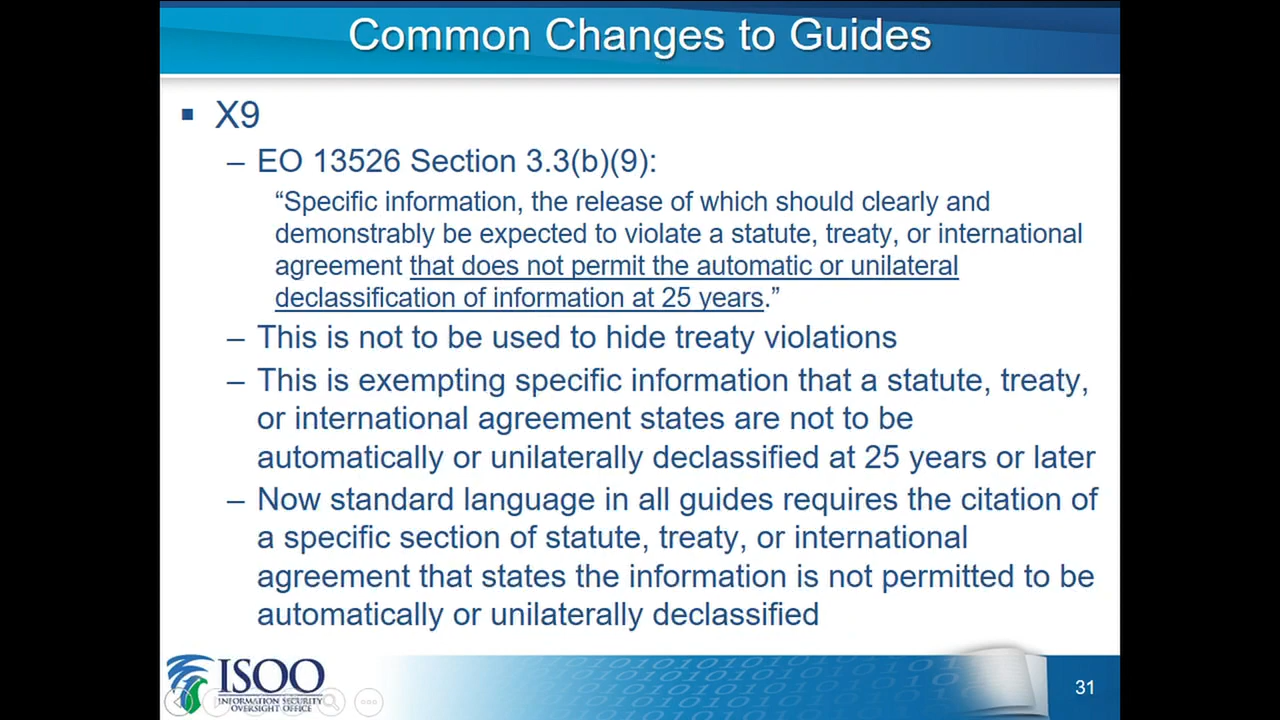 Common Changes to Guides
▪ X9
– EO 13526 Section 3.3(b)(9):
“Specific information, the release of which should clearly and
demonstrably be expected to violate a statute, treaty, or international
agreement that does not permit the automatic or unilateral
declassification of information at 25 years.”
– This is not to be used to hide treaty violations
– This is exempting specific information that a statute, treaty,
or international agreement states are not to be
automatically or unilaterally declassified at 25 years or later
– Now standard language in all guides requires the citation of
a specific section of statute, treaty, or international
agreement that states the information is not permitted to be
automatically or unilaterally declassified
ISOO
INFORMATION SECURITY
OVERSIGHT OFFICE
31